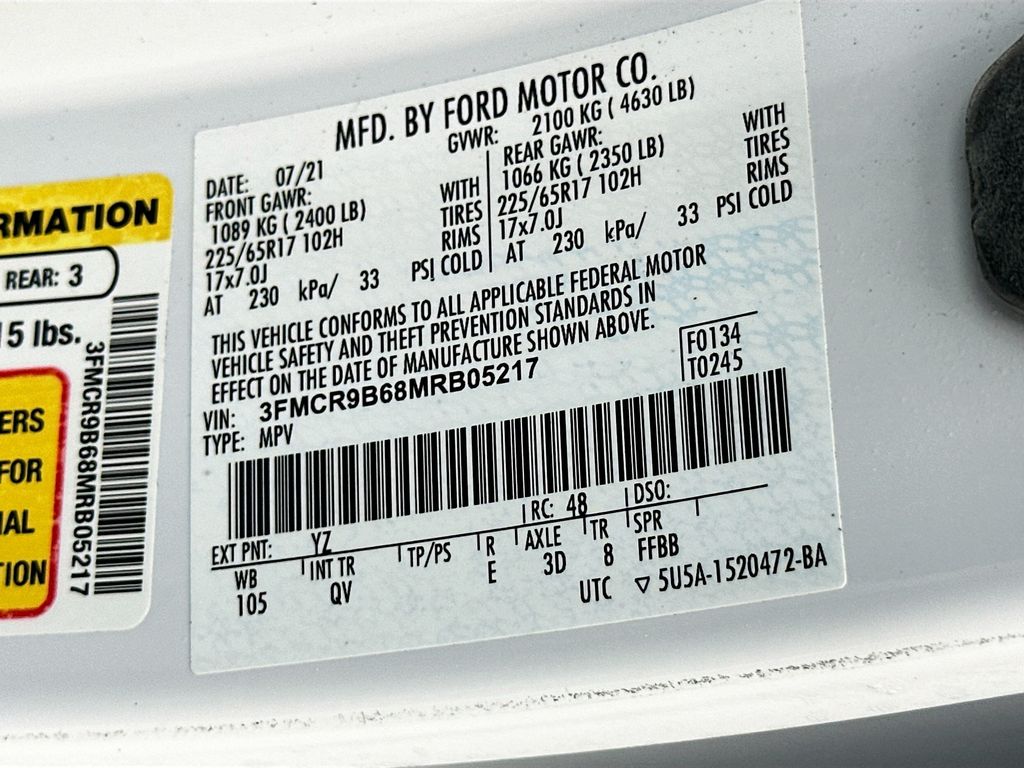 MFD. BY FORD MOTOR CO.
DATE: 07/21
GVWR: 2100 KG ( 4630 LB)
FRONT GAWR:
1089 KG ( 2400 LB) WITH
225/65R17 102H TIRES
17x7.0J RIMS
AT 230 kPa/ 33 PSI COLD
REAR GAWR:
1066 KG ( 2350 LB) WITH
225/65R17 102H TIRES
17x7.0J RIMS
AT 230 kPa/ 33 PSI COLD
THIS VEHICLE CONFORMS TO ALL APPLICABLE FEDERAL MOTOR
VEHICLE SAFETY AND THEFT PREVENTION STANDARDS IN
EFFECT ON THE DATE OF MANUFACTURE SHOWN ABOVE.
VIN: 3FMCR9B68MRB05217
TYPE: MPV
F0134
T0245
EXT PNT: YZ RC: 48 DSO:
WB INT TR TP/PS R AXLE TR SPR
105 QV E 3D 8 FFBB
UTC ▽ 5U5A-1520472-BA
RMATION
REAR: 3
15 lbs.
3FMCR9B68MRB05217
ERS
FOR
AL
TION